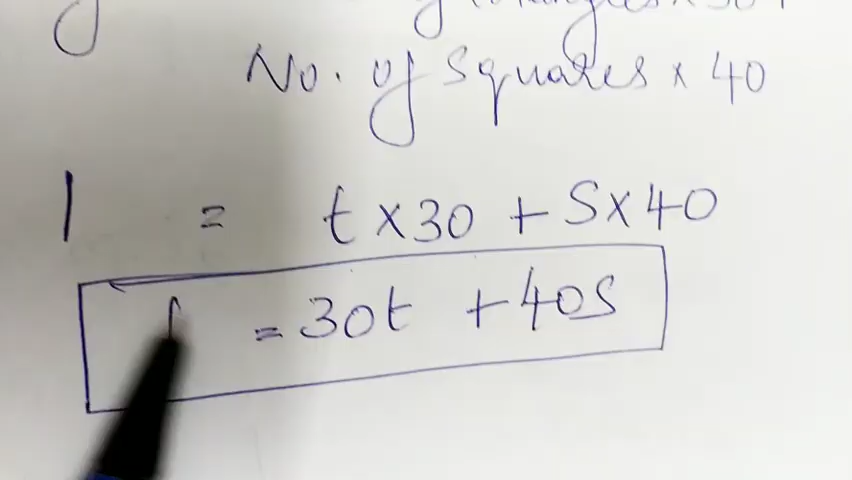 No. of Squares × 40
l = t × 30 + S × 40
= 30t + 40S